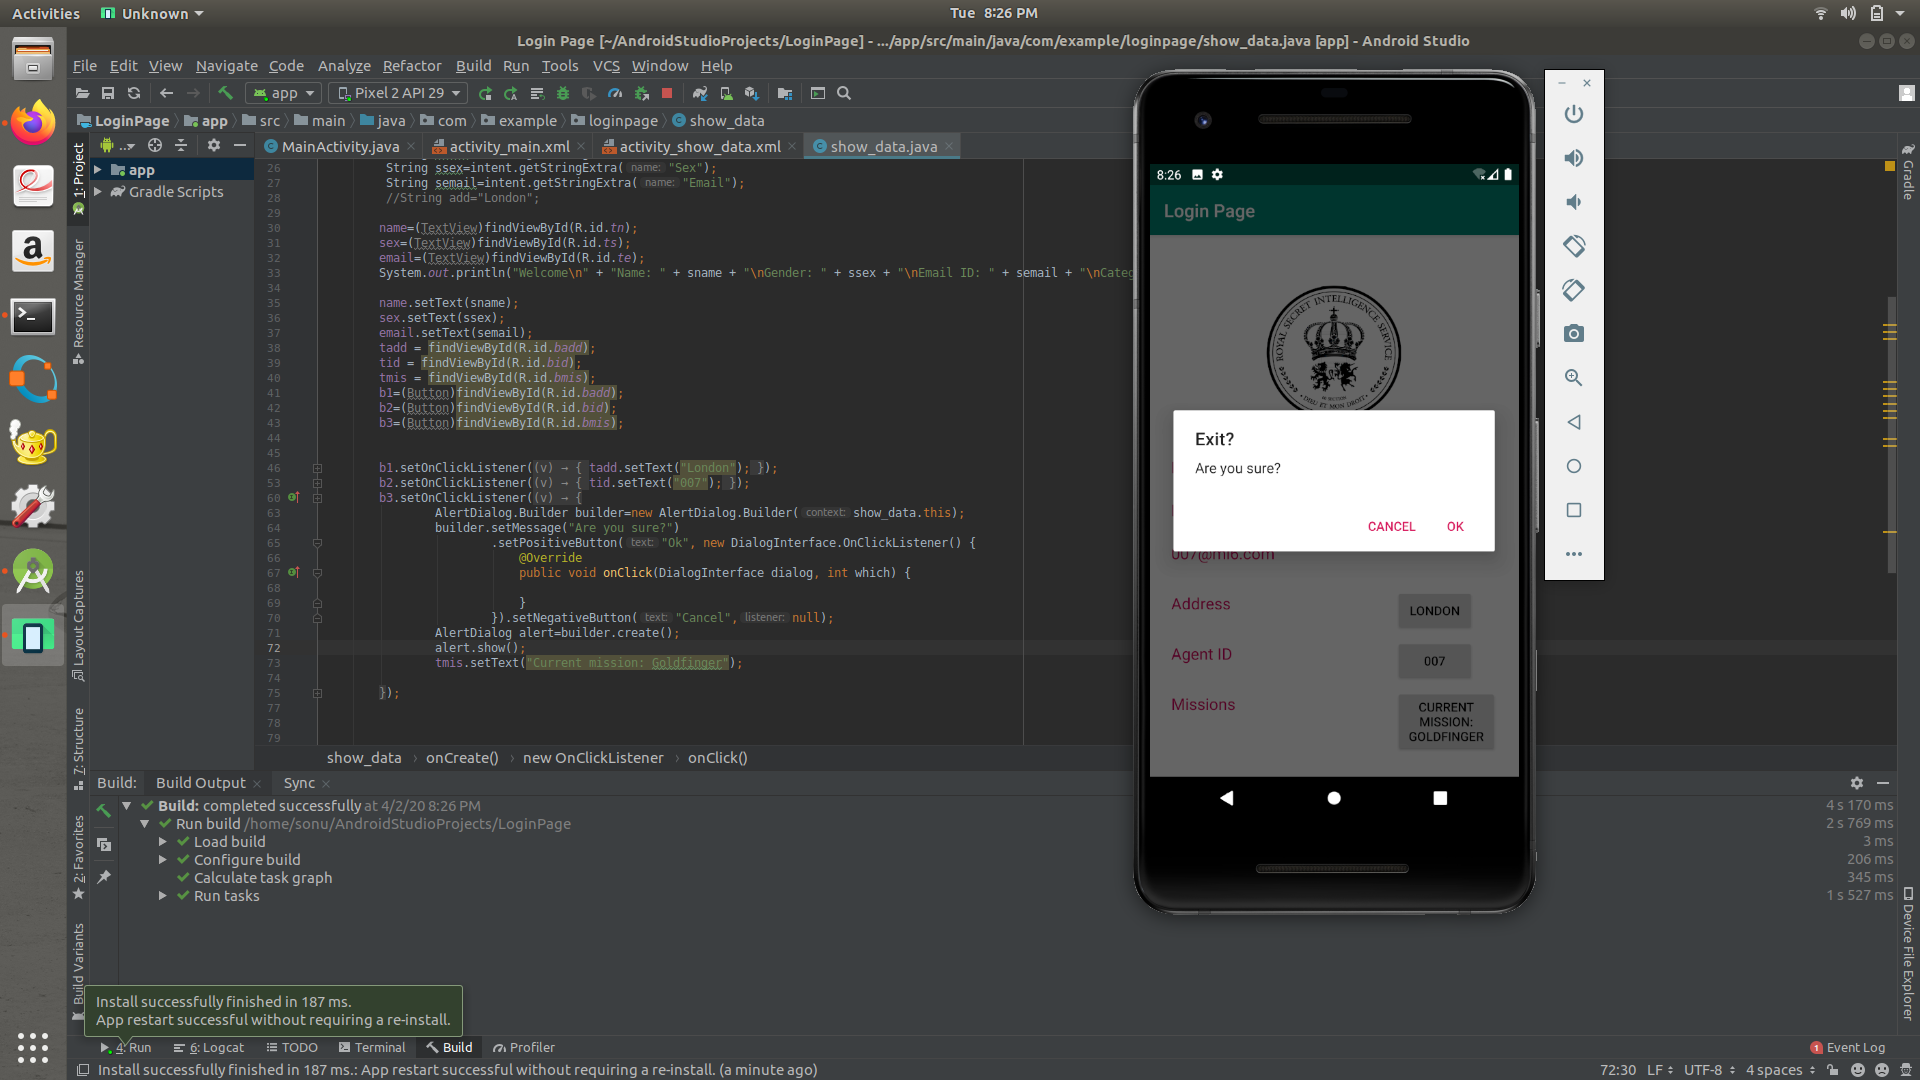 Activities Unknown Tue 8:26 PM
Login Page [~/AndroidStudioProjects/LoginPage] - .../app/src/main/java/com/example/loginpage/show_data.java [app] - Android Studio
File Edit View Navigate Code Analyze Refactor Build Run Tools VCS Window Help
app Pixel 2 API 29
LoginPage app src main java com example loginpage show_data
MainActivity.java activity_main.xml activity_show_data.xml show_data.java
1: Project
Resource Manager
Layout Captures
7: Structure
2: Favorites
Build Variants
app
Gradle Scripts
26 String ssex=intent.getStringExtra( name: "Sex");
27 String semail=intent.getStringExtra( name: "Email");
28 //String add="London";
29
30 name=(TextView)findViewById(R.id.tn);
31 sex=(TextView)findViewById(R.id.ts);
32 email=(TextView)findViewById(R.id.te);
33 System.out.println("Welcome\n" + "Name: " + sname + "\nGender: " + ssex + "\nEmail ID: " + semail + "\nCateg
34
35 name.setText(sname);
36 sex.setText(ssex);
37 email.setText(semail);
38 tadd = findViewById(R.id.badd);
39 tid = findViewById(R.id.bid);
40 tmis = findViewById(R.id.bmis);
41 b1=(Button)findViewById(R.id.badd);
42 b2=(Button)findViewById(R.id.bid);
43 b3=(Button)findViewById(R.id.bmis);
44
45
46 b1.setOnClickListener((v) → { tadd.setText("London"); });
53 b2.setOnClickListener((v) → { tid.setText("007"); });
60 b3.setOnClickListener((v) → {
63 AlertDialog.Builder builder=new AlertDialog.Builder( context: show_data.this);
64 builder.setMessage("Are you sure?")
65 .setPositiveButton( text: "Ok", new DialogInterface.OnClickListener() {
66 @Override
67 public void onClick(DialogInterface dialog, int which) {
68
69 }
70 }).setNegativeButton( text: "Cancel", listener: null);
71 AlertDialog alert=builder.create();
72 alert.show();
73 tmis.setText("Current mission: Goldfinger");
74
75 });
77
78
79
show_data › onCreate() › new OnClickListener › onClick()
Build: Build Output Sync
Build: completed successfully at 4/2/20 8:26 PM 4 s 170 ms
Run build /home/sonu/AndroidStudioProjects/LoginPage 2 s 769 ms
Load build 3 ms
Configure build 206 ms
Calculate task graph 345 ms
Run tasks 1 s 527 ms
Install successfully finished in 187 ms.
App restart successful without requiring a re-install.
4: Run 6: Logcat TODO Terminal Build Profiler 1 Event Log
Install successfully finished in 187 ms.: App restart successful without requiring a re-install. (a minute ago) 72:30 LF UTF-8 4 spaces
8:26
Login Page
ROYAL SECRET INTELLIGENCE SERVICE
DIEU ET MON DROIT
Exit?
Are you sure?
CANCEL OK
007@mi6.com
Address LONDON
Agent ID 007
Missions CURRENT
MISSION:
GOLDFINGER
Gradle
Device File Explorer